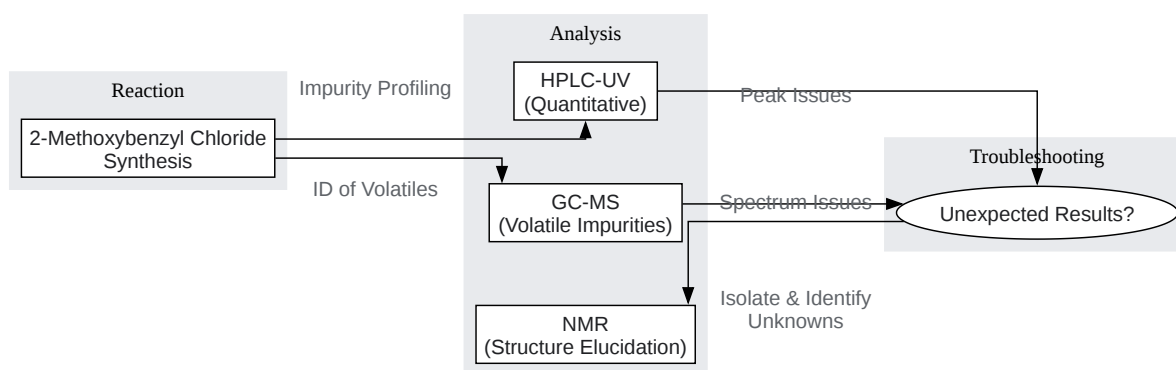 Reaction
2-Methoxybenzyl Chloride
Synthesis
Impurity Profiling
ID of Volatiles
Analysis
HPLC-UV
(Quantitative)
GC-MS
(Volatile Impurities)
NMR
(Structure Elucidation)
Peak Issues
Spectrum Issues
Isolate & Identify
Unknowns
Troubleshooting
Unexpected Results?